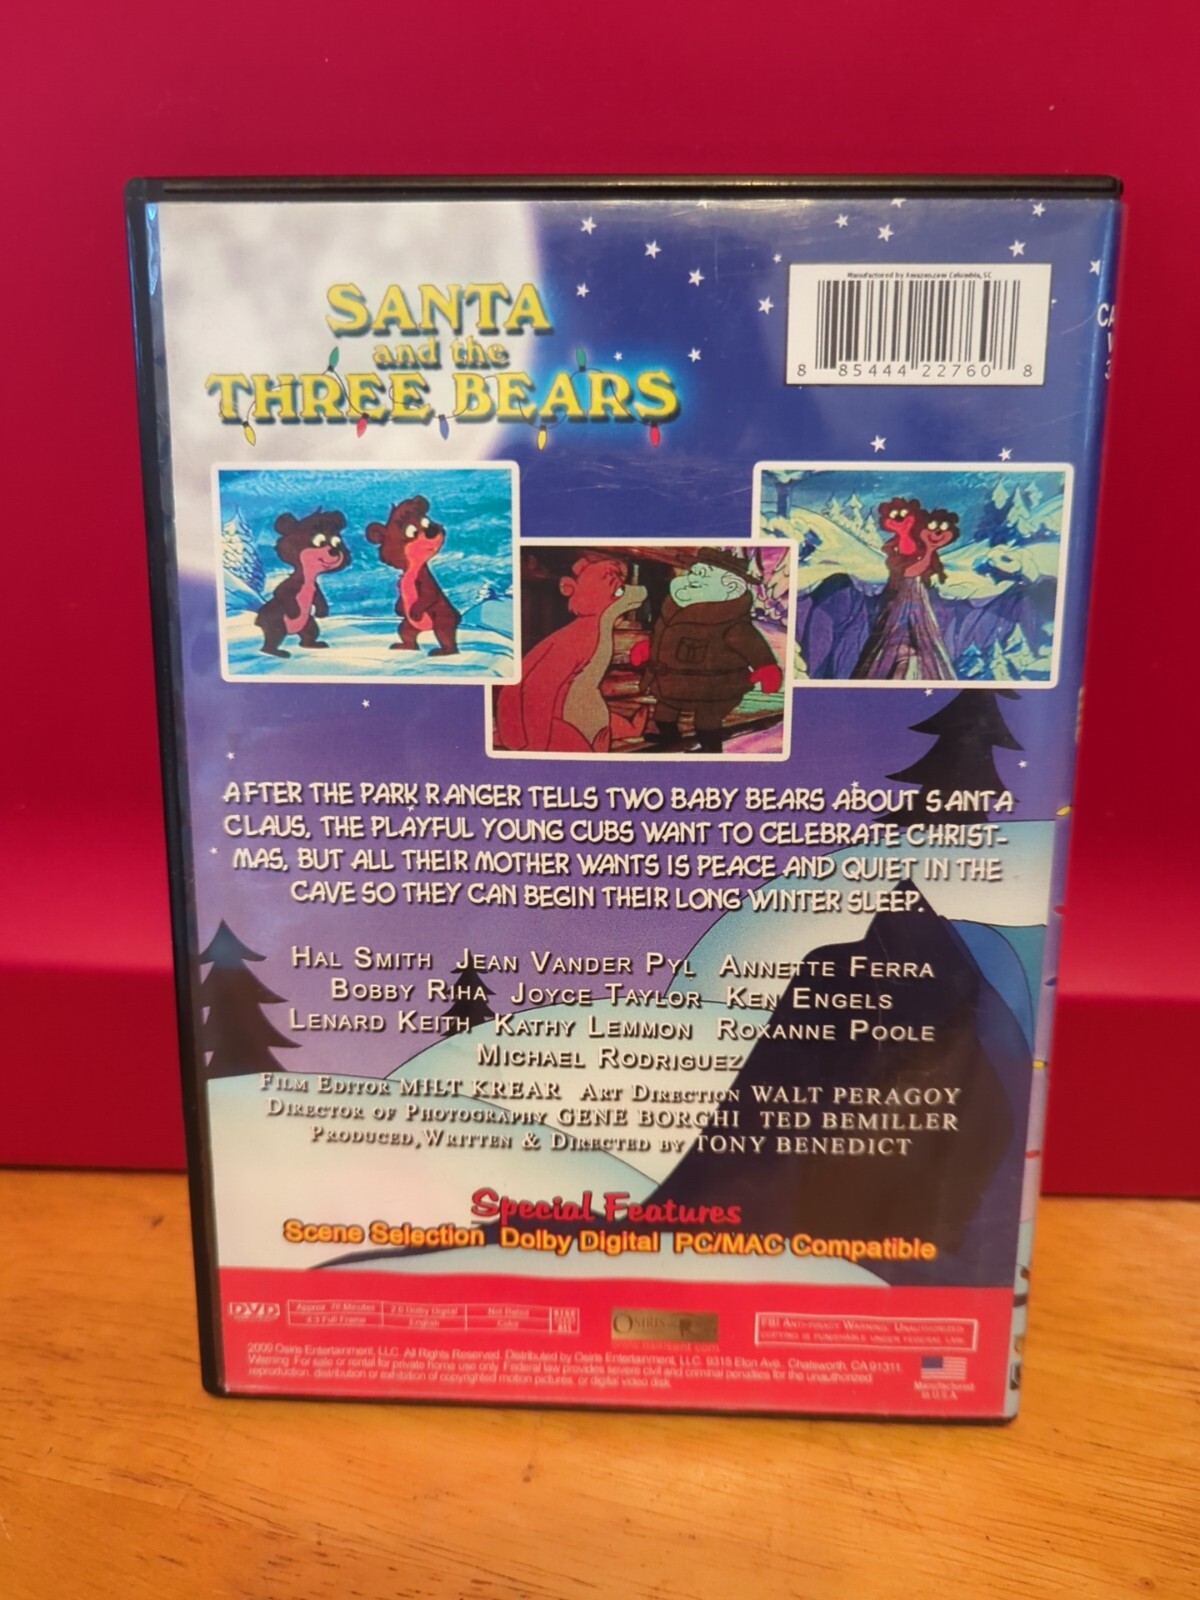 SANTA
and the
THREE BEARS
Manufactured by Amazon.com Columbia, SC
8 85444 22760 8
CA
AFTER THE PARK RANGER TELLS TWO BABY BEARS ABOUT SANTA
CLAUS, THE PLAYFUL YOUNG CUBS WANT TO CELEBRATE CHRIST-
MAS, BUT ALL THEIR MOTHER WANTS IS PEACE AND QUIET IN THE
CAVE SO THEY CAN BEGIN THEIR LONG WINTER SLEEP.
HAL SMITH JEAN VANDER PYL ANNETTE FERRA
BOBBY RIHA JOYCE TAYLOR KEN ENGELS
LENARD KEITH KATHY LEMMON ROXANNE POOLE
MICHAEL RODRIGUEZ
FILM EDITOR MILT KREAR ART DIRECTION WALT PERAGOY
DIRECTOR OF PHOTOGRAPHY GENE BORGHI TED BEMILLER
PRODUCED, WRITTEN & DIRECTED BY TONY BENEDICT
Special Features
Scene Selection Dolby Digital PC/MAC Compatible
DVD
Approx. 76 Minutes 2.0 Dolby Digital Not Rated
4:3 Full Frame English Color
OSIRIS
FBI ANTI-PIRACY WARNING: UNAUTHORIZED
COPYING IS PUNISHABLE UNDER FEDERAL LAW.
2009 Osiris Entertainment, LLC. All Rights Reserved. Distributed by Osiris Entertainment, LLC. 9315 Eton Ave., Chatsworth, CA 91311
Warning: For sale or rental for private home use only. Federal law provides severe civil and criminal penalties for the unauthorized
reproduction, distribution or exhibition of copyrighted motion pictures, or digital video disk.
Manufactured
in U.S.A